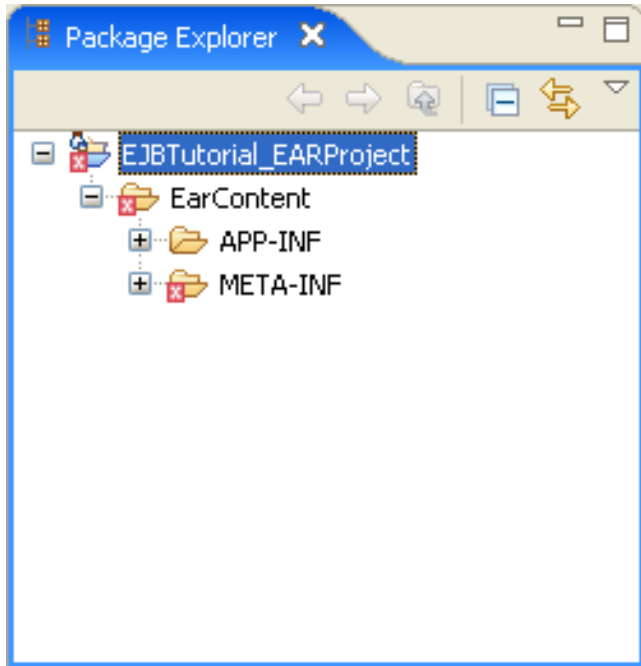 Package Explorer
EJBTutorial_EARProject
EarContent
APP-INF
META-INF